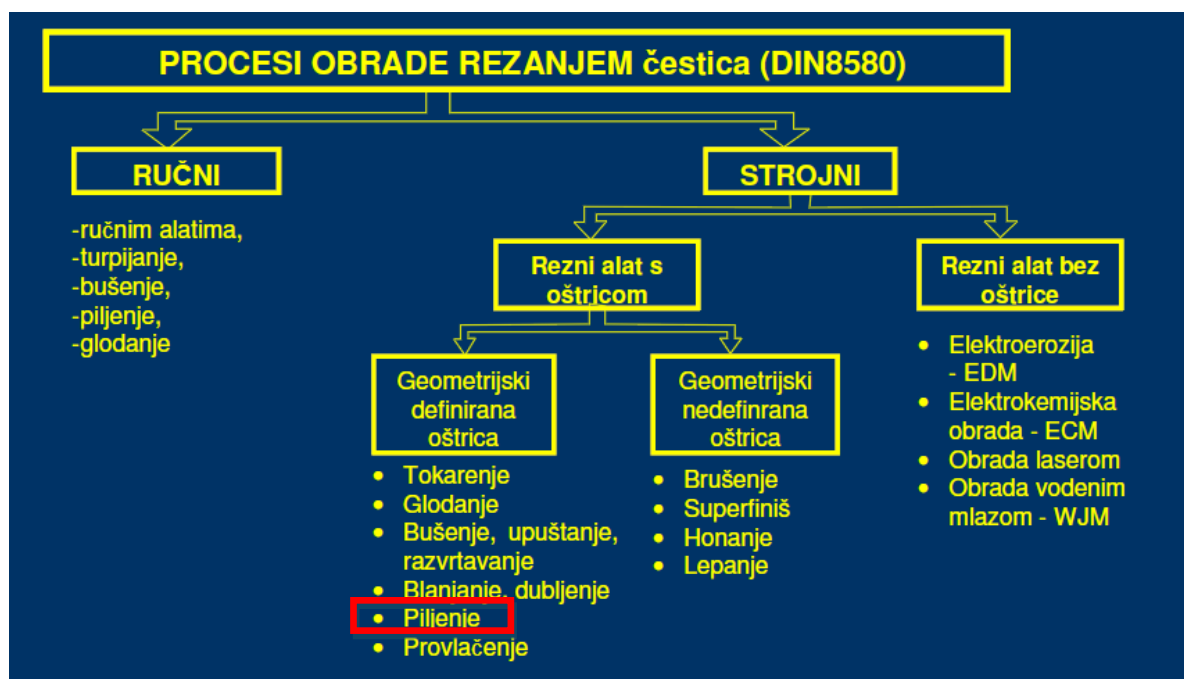 PROCESI OBRADE REZANJEM čestica (DIN8580)
RUČNI
STROJNI
-ručnim alatima,
-turpijanje,
-bušenje,
-piljenje,
-glodanje
Rezni alat s
oštricom
Rezni alat bez
oštrice
Geometrijski
definirana
oštrica
Geometrijski
nedefinrana
oštrica
• Tokarenje
• Glodanje
• Bušenje, upuštanje,
razvrtavanje
• Blanjanje, dubljenje
• Piljenje
• Provlačenje
• Brušenje
• Superfiniš
• Honanje
• Lepanje
• Elektroerozija
- EDM
• Elektrokemijska
obrada - ECM
• Obrada laserom
• Obrada vodenim
mlazom - WJM